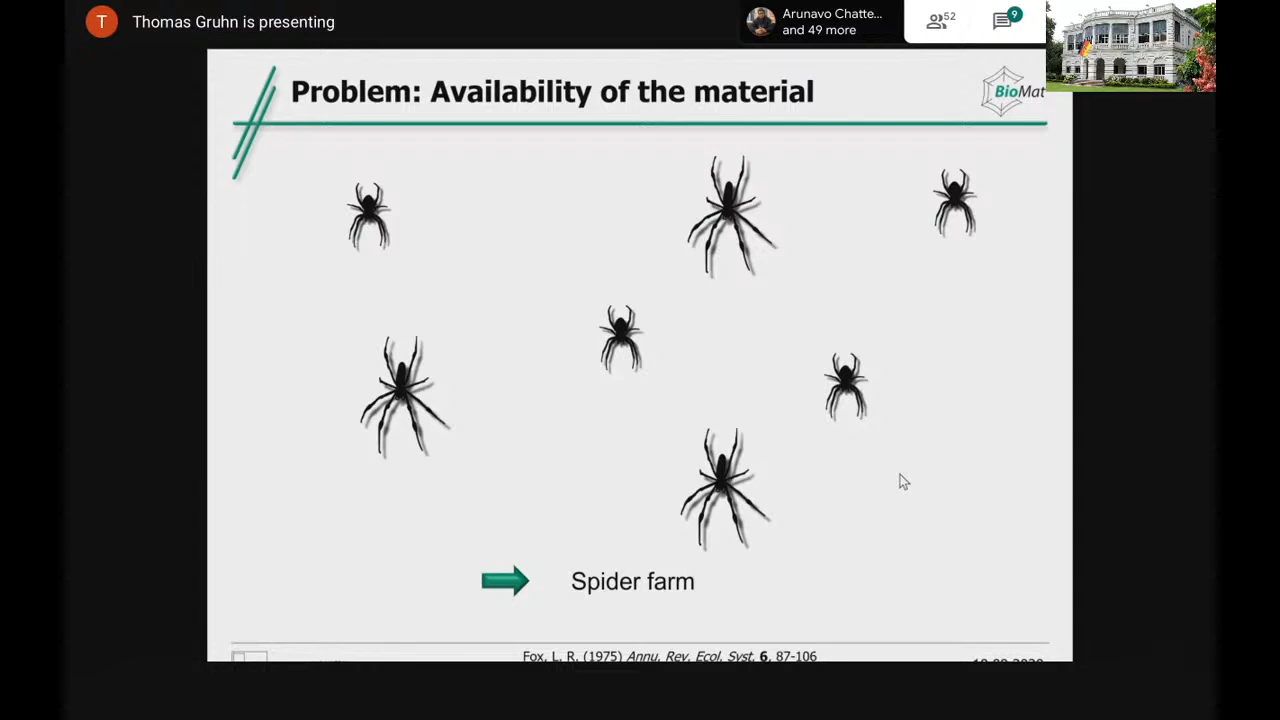 T
Thomas Gruhn is presenting
Arunavo Chatte...
and 49 more
52
9
Problem: Availability of the material
BioMat
Spider farm
Fox, L. R. (1975) Annu. Rev. Ecol. Syst. 6, 87-106